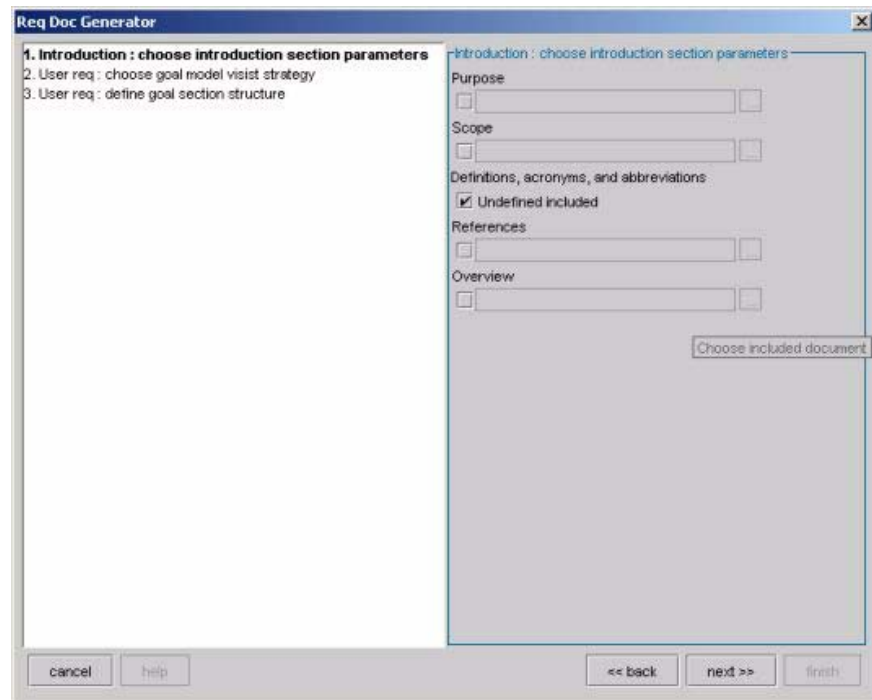 Req Doc Generator
1. Introduction : choose introduction section parameters
2. User req : choose goal model visist strategy
3. User req : define goal section structure
Introduction : choose introduction section parameters
Purpose
...
Scope
...
Definitions, acronyms, and abbreviations
Undefined included
References
...
Overview
...
Choose included document
cancel
help
<< back
next >>
finish